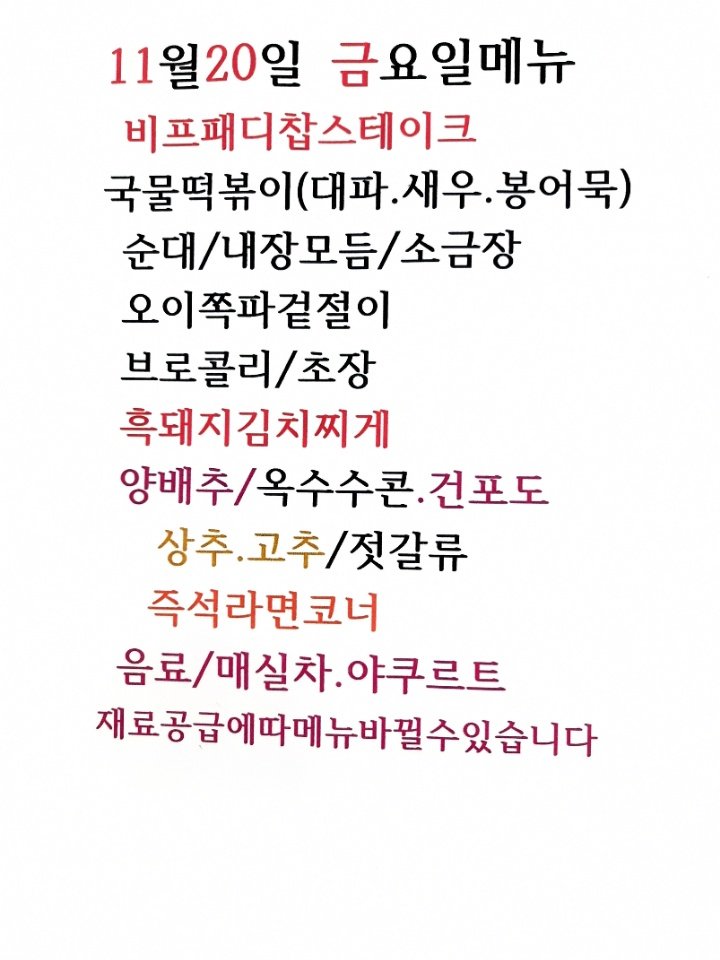 11월20일 금요일메뉴
비프패디찹스테이크
국물떡볶이(대파.새우.봉어묵)
순대/내장모듬/소금장
오이쪽파겉절이
브로콜리/초장
흑돼지김치찌게
양배추/옥수수콘.건포도
상추.고추/젓갈류
즉석라면코너
음료/매실차.야쿠르트
재료공급에따메뉴바뀔수있습니다